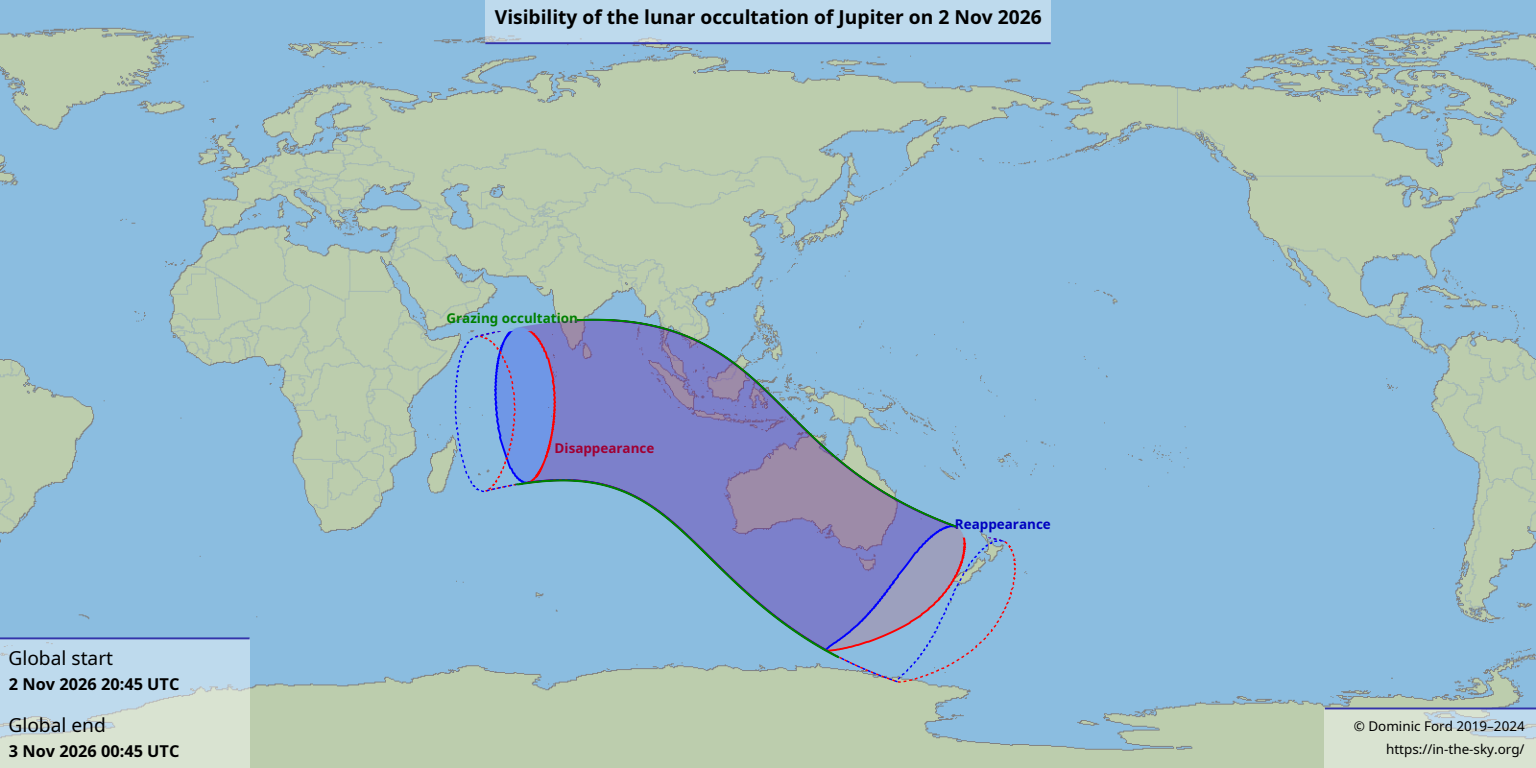 Visibility of the lunar occultation of Jupiter on 2 Nov 2026
Grazing occultation
Disappearance
Reappearance
Global start
2 Nov 2026 20:45 UTC
Global end
3 Nov 2026 00:45 UTC
© Dominic Ford 2019–2024
https://in-the-sky.org/